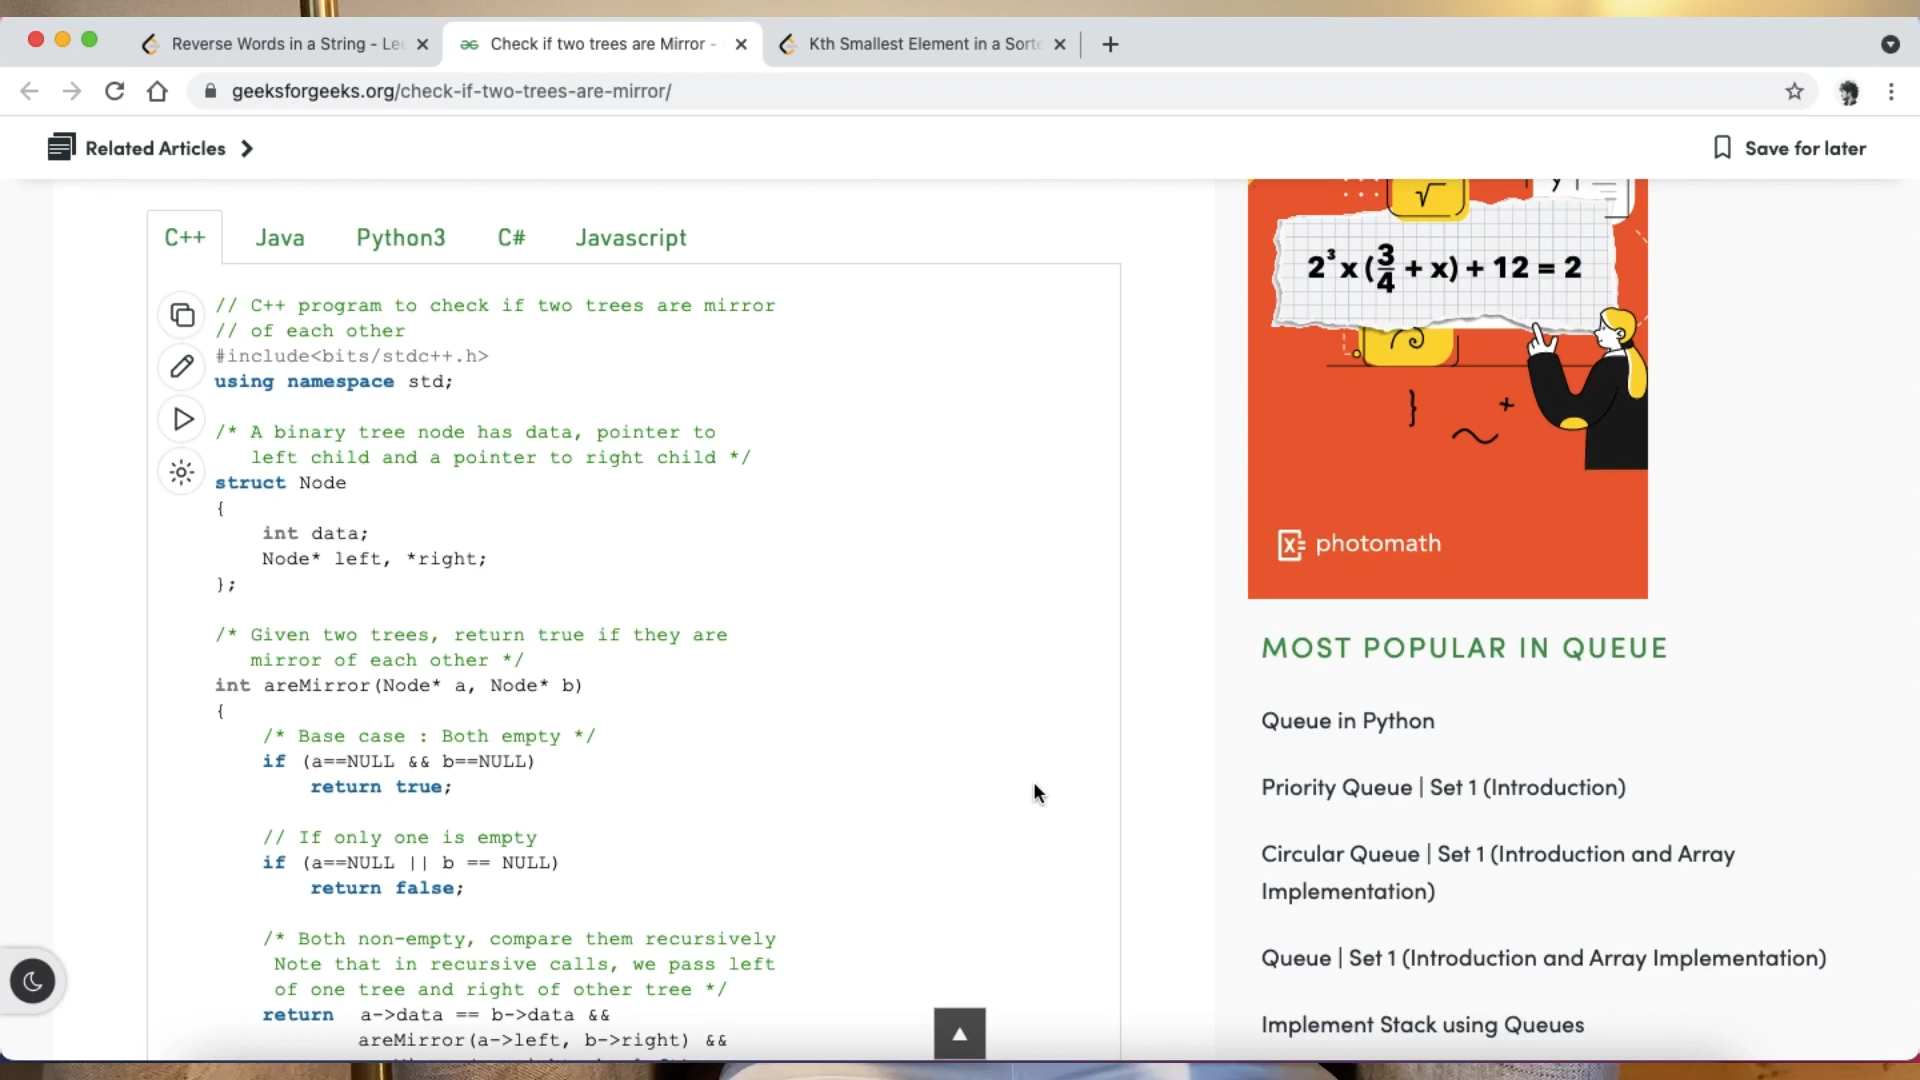 Reverse Words in a String - Lee
Check if two trees are Mirror -
Kth Smallest Element in a Sorte
geeksforgeeks.org/check-if-two-trees-are-mirror/
Related Articles
Save for later
C++
Java
Python3
C#
Javascript
// C++ program to check if two trees are mirror
// of each other
#include<bits/stdc++.h>
using namespace std;
/* A binary tree node has data, pointer to
left child and a pointer to right child */
struct Node
{
int data;
Node* left, *right;
};
/* Given two trees, return true if they are
mirror of each other */
int areMirror(Node* a, Node* b)
{
/* Base case : Both empty */
if (a==NULL && b==NULL)
return true;
// If only one is empty
if (a==NULL || b == NULL)
return false;
/* Both non-empty, compare them recursively
Note that in recursive calls, we pass left
of one tree and right of other tree */
return a->data == b->data &&
areMirror(a->left, b->right) &&
√
2³x(3/4+x)+12=2
}
+
photomath
MOST POPULAR IN QUEUE
Queue in Python
Priority Queue | Set 1 (Introduction)
Circular Queue | Set 1 (Introduction and Array
Implementation)
Queue | Set 1 (Introduction and Array Implementation)
Implement Stack using Queues